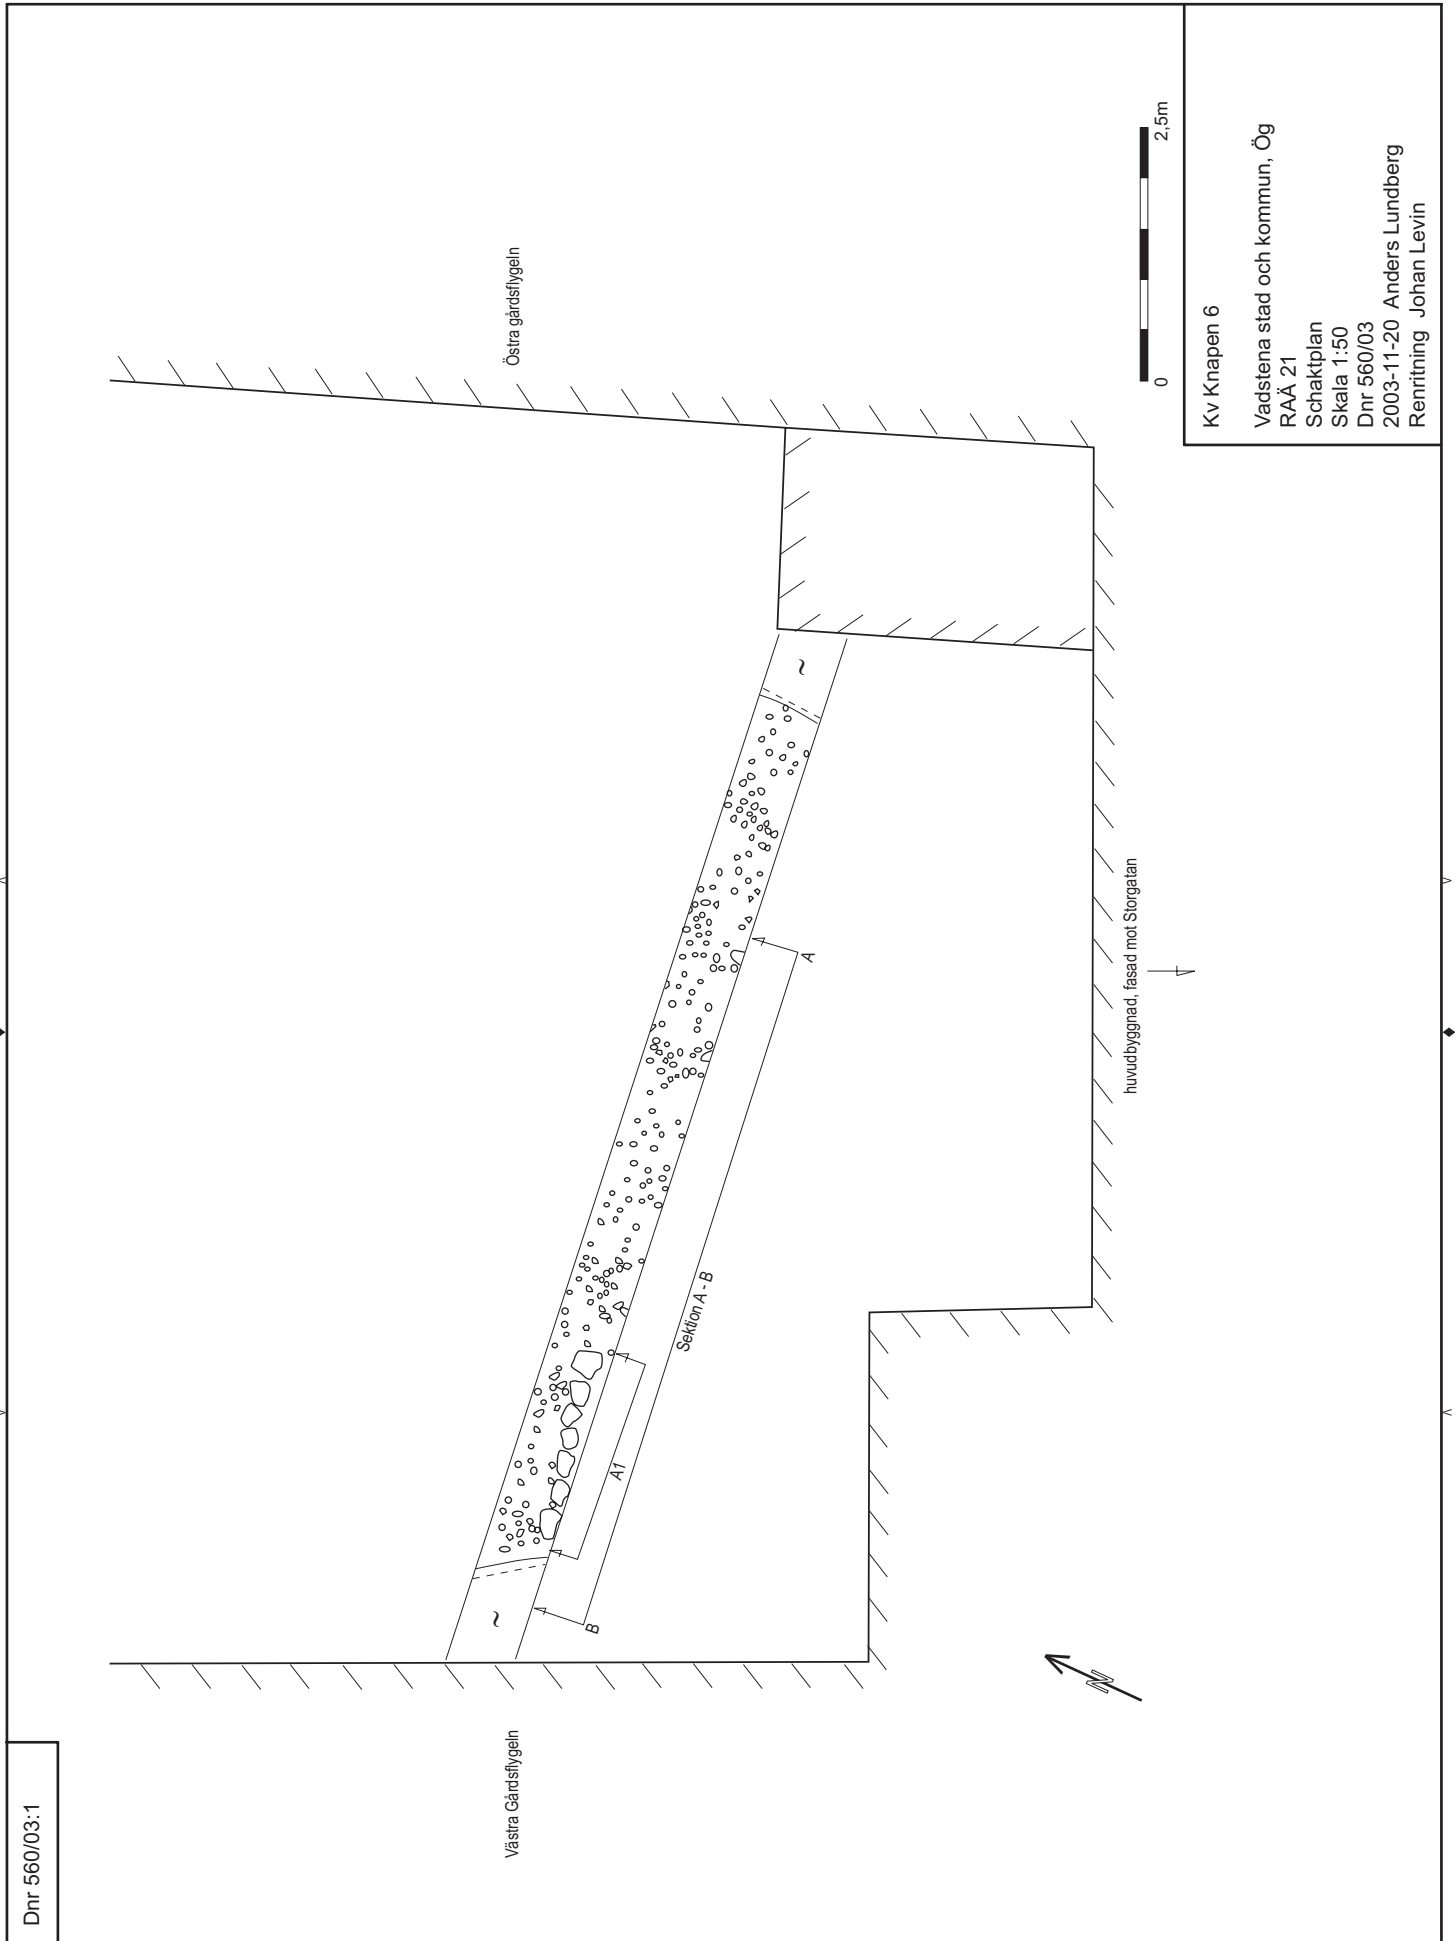 Dnr 560/03:1
Västra Gårdsflygeln
Östra gårdsflygeln
~
~
B
A1
Sektion A - B
A
huvudbyggnad, fasad mot Storgatan
N
0 2,5m
Kv Knapen 6
Vadstena stad och kommun, Ög
RAÄ 21
Schaktplan
Skala 1:50
Dnr 560/03
2003-11-20 Anders Lundberg
Renritning Johan Levin